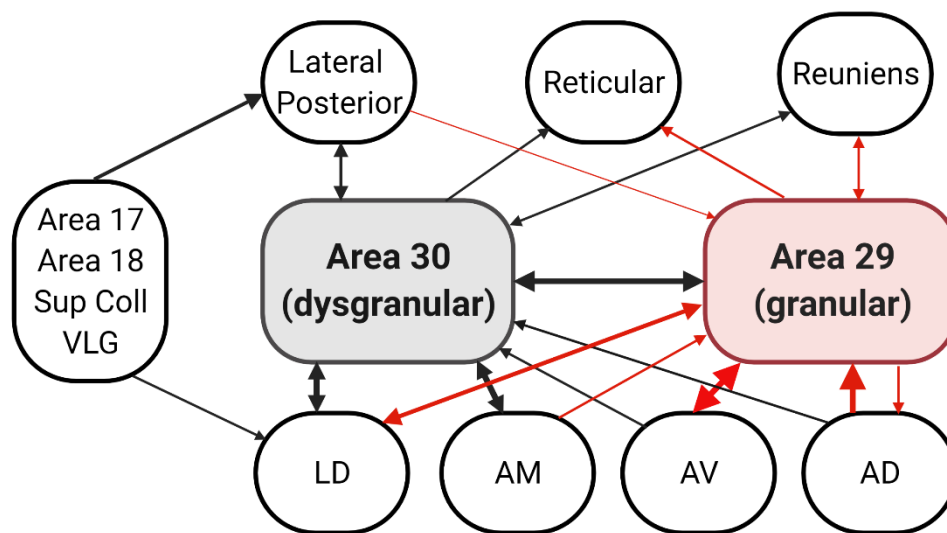 Lateral
Posterior
Reticular
Reuniens
Area 17
Area 18
Sup Coll
VLG
Area 30
(dysgranular)
Area 29
(granular)
LD
AM
AV
AD